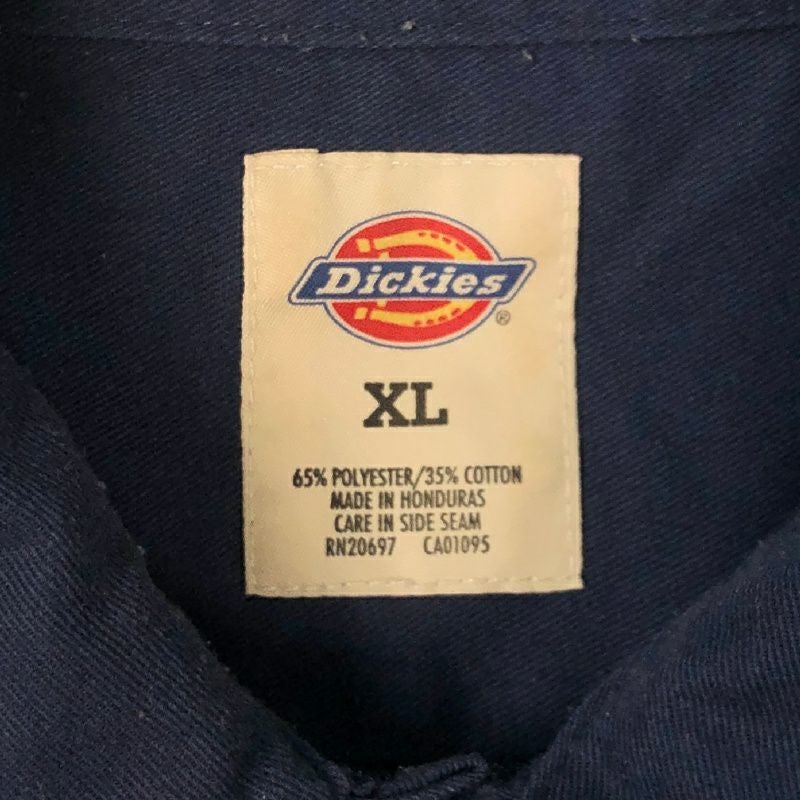 Dickies
®
XL
65% POLYESTER/35% COTTON
MADE IN HONDURAS
CARE IN SIDE SEAM
RN20697 CA01095